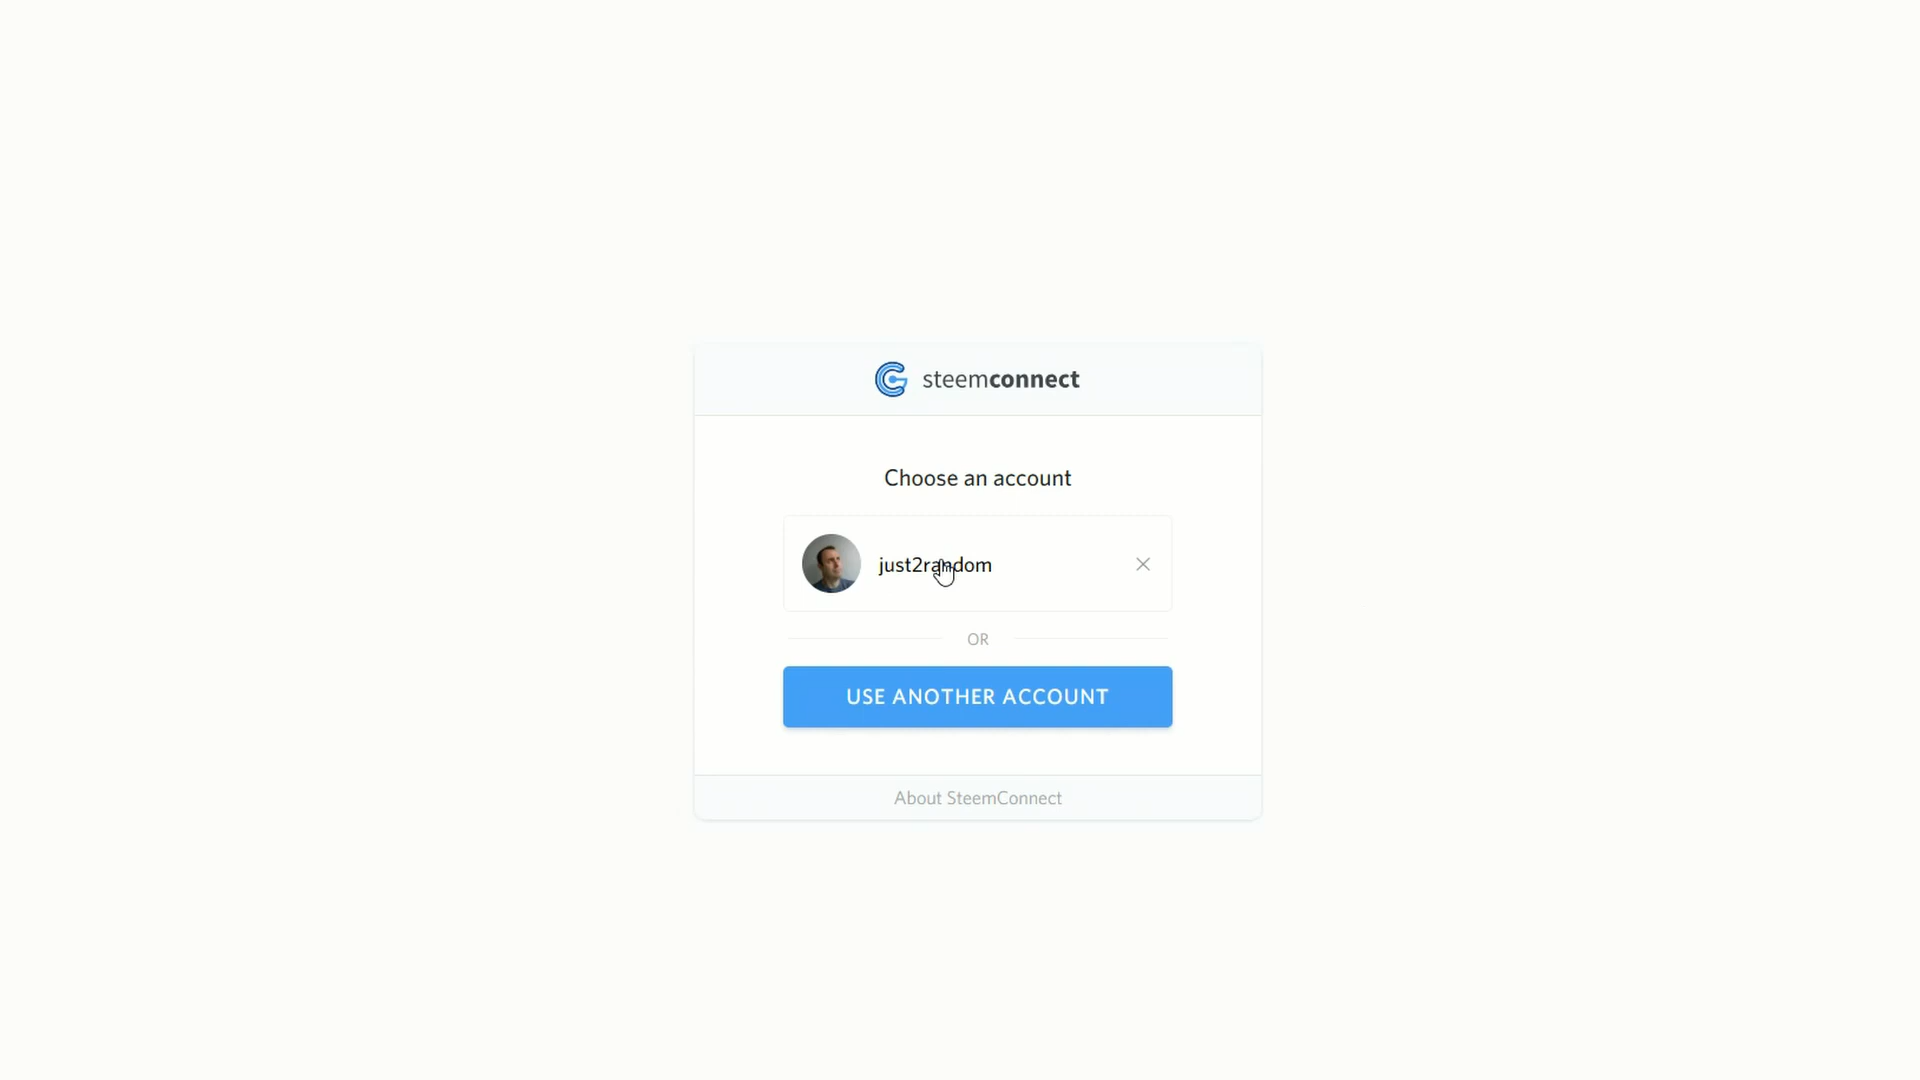 steemconnect
Choose an account
just2random
OR
USE ANOTHER ACCOUNT
About SteemConnect